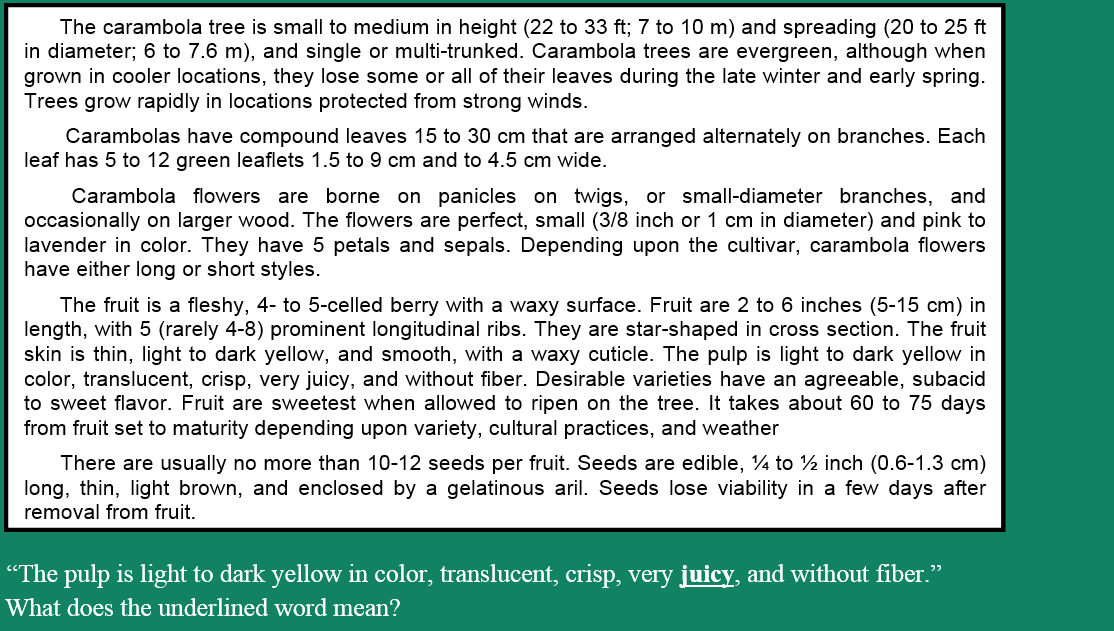 The carambola tree is small to medium in height (22 to 33 ft; 7 to 10 m) and spreading (20 to 25 ft
in diameter; 6 to 7.6 m), and single or multi-trunked. Carambola trees are evergreen, although when
grown in cooler locations, they lose some or all of their leaves during the late winter and early spring.
Trees grow rapidly in locations protected from strong winds.
Carambolas have compound leaves 15 to 30 cm that are arranged alternately on branches. Each
leaf has 5 to 12 green leaflets 1.5 to 9 cm and to 4.5 cm wide.
Carambola flowers are borne on panicles on twigs, or small-diameter branches, and
occasionally on larger wood. The flowers are perfect, small (3/8 inch or 1 cm in diameter) and pink to
lavender in color. They have 5 petals and sepals. Depending upon the cultivar, carambola flowers
have either long or short styles.
The fruit is a fleshy, 4- to 5-celled berry with a waxy surface. Fruit are 2 to 6 inches (5-15 cm) in
length, with 5 (rarely 4-8) prominent longitudinal ribs. They are star-shaped in cross section. The fruit
skin is thin, light to dark yellow, and smooth, with a waxy cuticle. The pulp is light to dark yellow in
color, translucent, crisp, very juicy, and without fiber. Desirable varieties have an agreeable, subacid
to sweet flavor. Fruit are sweetest when allowed to ripen on the tree. It takes about 60 to 75 days
from fruit set to maturity depending upon variety, cultural practices, and weather
There are usually no more than 10-12 seeds per fruit. Seeds are edible, ¼ to ½ inch (0.6-1.3 cm)
long, thin, light brown, and enclosed by a gelatinous aril. Seeds lose viability in a few days after
removal from fruit.
“The pulp is light to dark yellow in color, translucent, crisp, very juicy, and without fiber.”
What does the underlined word mean?